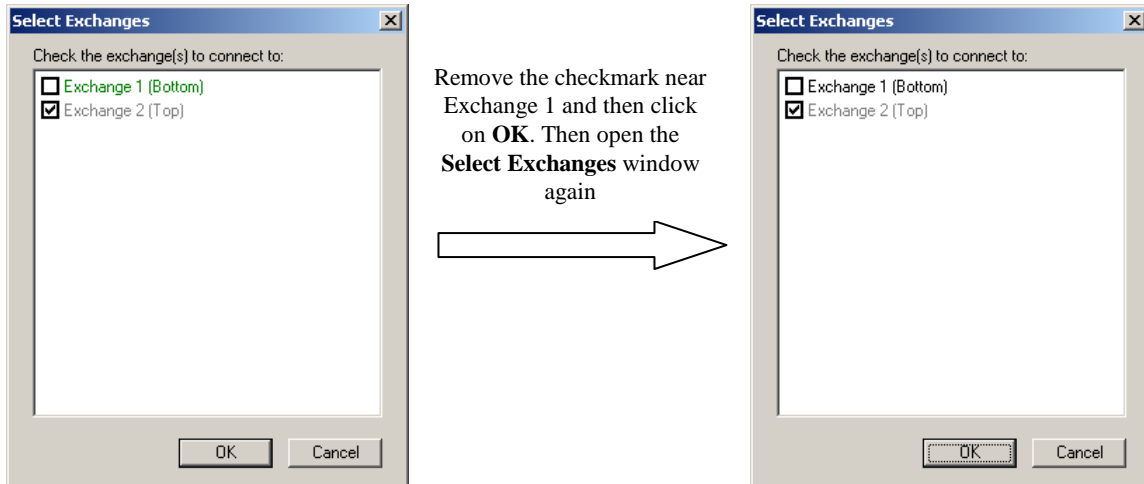 Select Exchanges
Check the exchange(s) to connect to:
Exchange 1 (Bottom)
Exchange 2 (Top)
OK
Cancel
Remove the checkmark near
Exchange 1 and then click
on OK. Then open the
Select Exchanges window
again
Select Exchanges
Check the exchange(s) to connect to:
Exchange 1 (Bottom)
Exchange 2 (Top)
OK
Cancel